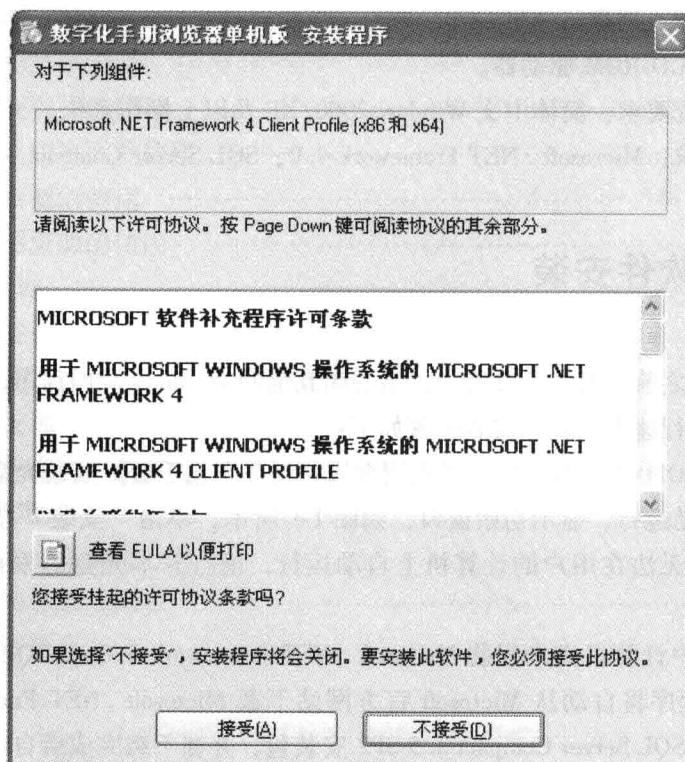 数字化手册浏览器单机版 安装程序
对于下列组件:
Microsoft .NET Framework 4 Client Profile (x86 和 x64)
请阅读以下许可协议。按 Page Down 键可阅读协议的其余部分。
MICROSOFT 软件补充程序许可条款
用于 MICROSOFT WINDOWS 操作系统的 MICROSOFT .NET
FRAMEWORK 4
用于 MICROSOFT WINDOWS 操作系统的 MICROSOFT .NET
FRAMEWORK 4 CLIENT PROFILE
查看 EULA 以便打印
您接受挂起的许可协议条款吗?
如果选择“不接受”，安装程序将会关闭。要安装此软件，您必须接受此协议。
接受(A)
不接受(D)